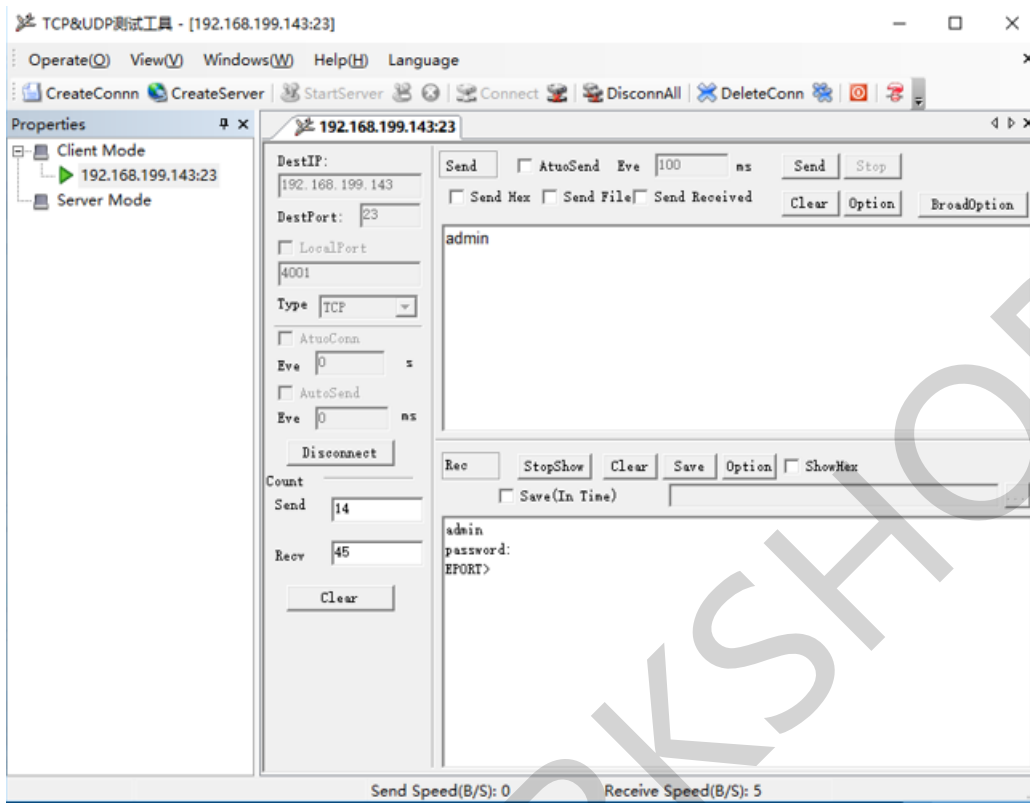 TCP&UDP测试工具 - [192.168.199.143:23]
Operate(O) View(V) Windows(W) Help(H) Language
CreateConnn CreateServer StartServer Connect DisconnAll DeleteConn
Properties
192.168.199.143:23
Client Mode
192.168.199.143:23
Server Mode
DestIP:
192.168.199.143
DestPort: 23
LocalPort
4001
Type TCP
AtuoConn
Eve 0 s
AutoSend
Eve 0 ms
Disconnect
Count
Send 14
Recv 45
Clear
Send AtuoSend Eve 100 ms Send Stop
Send Hex Send File Send Received Clear Option BroadOption
admin
Rec StopShow Clear Save Option ShowHex
Save(In Time) ...
admin
password:
EPORT>
Send Speed(B/S): 0 Receive Speed(B/S): 5
RKSHO